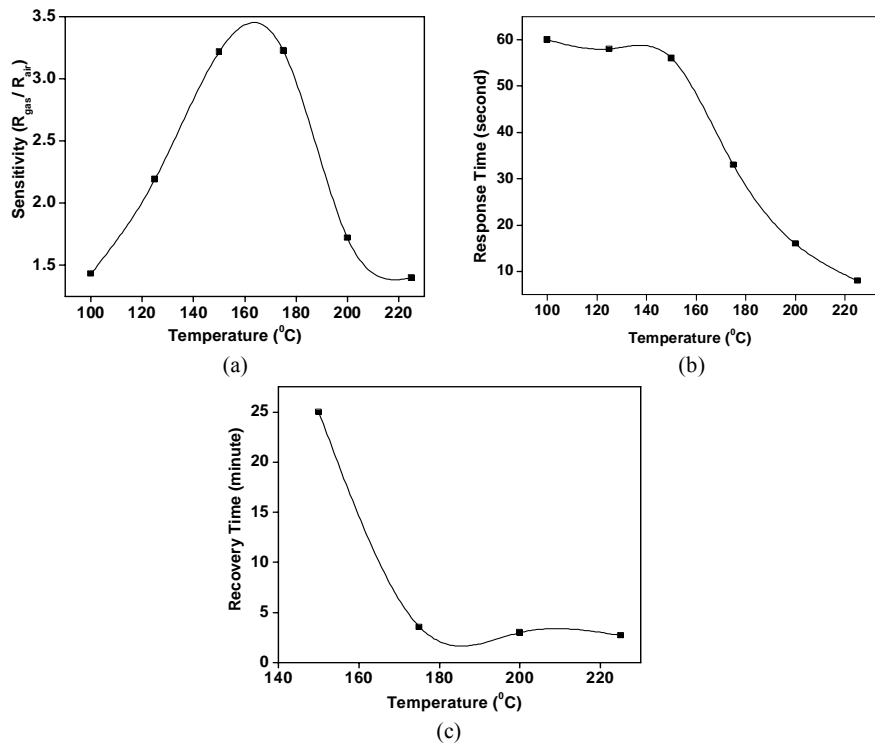 Sensitivity (R_gas / R_air)
3.5
3.0
2.5
2.0
1.5
100 120 140 160 180 200 220
Temperature (⁰C)
(a)
Response Time (second)
60
50
40
30
20
10
100 120 140 160 180 200 220
Temperature (⁰C)
(b)
Recovery Time (minute)
25
20
15
10
5
0
140 160 180 200 220
Temperature (⁰C)
(c)